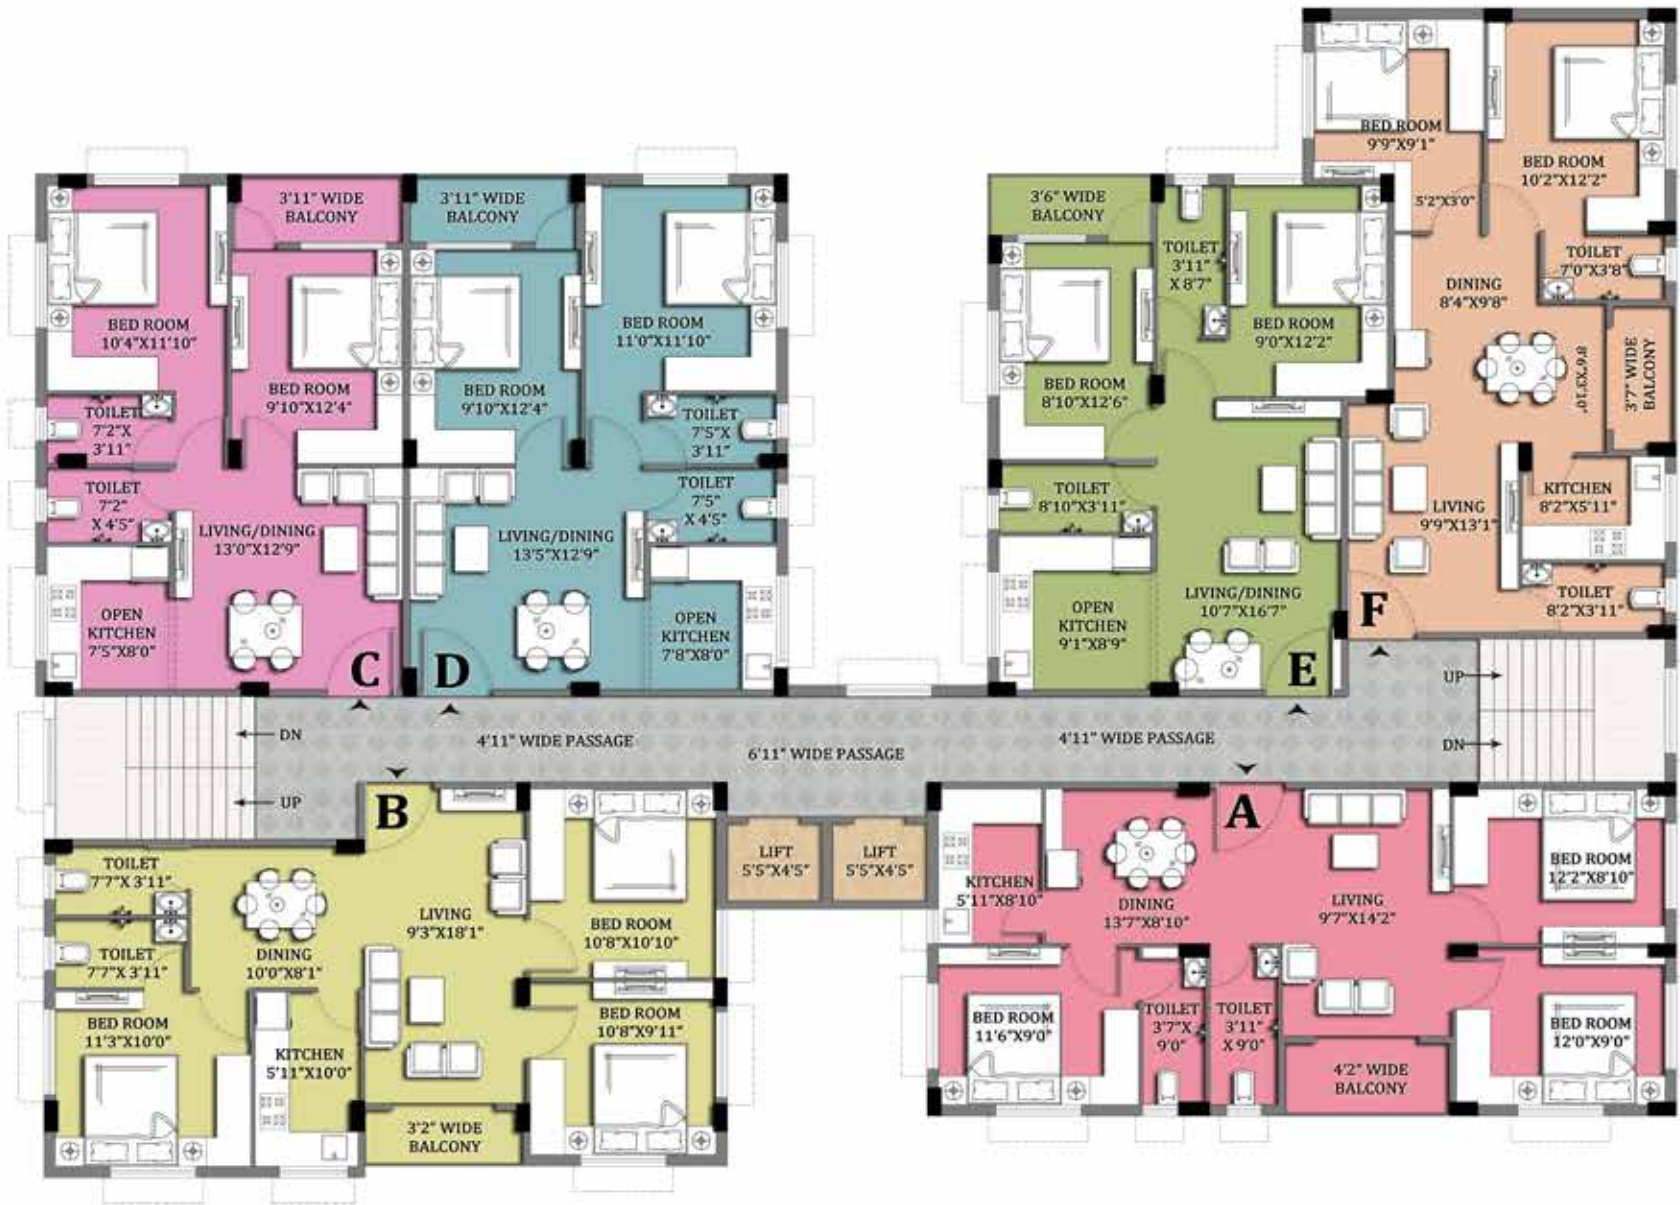 3'11" WIDE
BALCONY
BED ROOM
10'4"X11'10"
BED ROOM
9'10"X12'4"
TOILET
7'2"X
3'11"
TOILET
7'2"
X 4'5"
LIVING/DINING
13'0"X12'9"
OPEN
KITCHEN
7'5"X8'0"
C
3'11" WIDE
BALCONY
BED ROOM
11'0"X11'10"
BED ROOM
9'10"X12'4"
TOILET
7'5"X
3'11"
TOILET
7'5"
X 4'5"
LIVING/DINING
13'5"X12'9"
OPEN
KITCHEN
7'8"X8'0"
D
3'6" WIDE
BALCONY
TOILET
3'11"
X 8'7"
BED ROOM
9'0"X12'2"
BED ROOM
8'10"X12'6"
TOILET
8'10"X3'11"
LIVING/DINING
10'7"X16'7"
OPEN
KITCHEN
9'1"X8'9"
E
BED ROOM
9'9"X9'1"
BED ROOM
10'2"X12'2"
5'2"X3'0"
TOILET
7'0"X3'8"
DINING
8'4"X9'8"
8'6"X3'10"
3'7" WIDE
BALCONY
KITCHEN
8'2"X5'11"
LIVING
9'9"X13'1"
TOILET
8'2"X3'11"
F
UP
DN
DN
UP
4'11" WIDE PASSAGE
6'11" WIDE PASSAGE
4'11" WIDE PASSAGE
B
TOILET
7'7"X 3'11"
TOILET
7'7"X 3'11"
DINING
10'0"X8'1"
LIVING
9'3"X18'1"
BED ROOM
10'8"X10'10"
BED ROOM
10'8"X9'11"
BED ROOM
11'3"X10'0"
KITCHEN
5'11"X10'0"
3'2" WIDE
BALCONY
LIFT
5'5"X4'5"
LIFT
5'5"X4'5"
A
KITCHEN
5'11"X8'10"
DINING
13'7"X8'10"
LIVING
9'7"X14'2"
BED ROOM
12'2"X8'10"
BED ROOM
11'6"X9'0"
TOILET
3'7"X
9'0"
TOILET
3'11"
X 9'0"
BED ROOM
12'0"X9'0"
4'2" WIDE
BALCONY